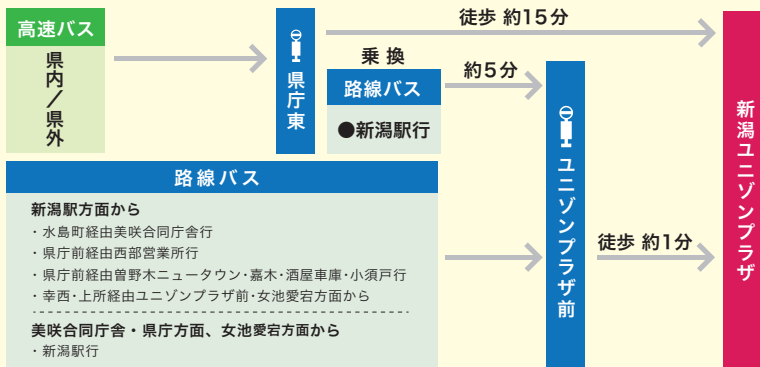 高速バス
県内/県外
県庁東
徒歩 約15分
乗換
路線バス
●新潟駅行
約5分
ユニゾンプラザ前
徒歩 約1分
新潟ユニゾンプラザ
路線バス
新潟駅方面から
・水島町経由美咲合同庁舎行
・県庁前経由西部営業所行
・県庁前経由曽野木ニュータウン・嘉木・酒屋車庫・小須戸行
・幸西・上所経由ユニゾンプラザ前・女池愛宕方面から
美咲合同庁舎・県庁方面、女池愛宕方面から
・新潟駅行